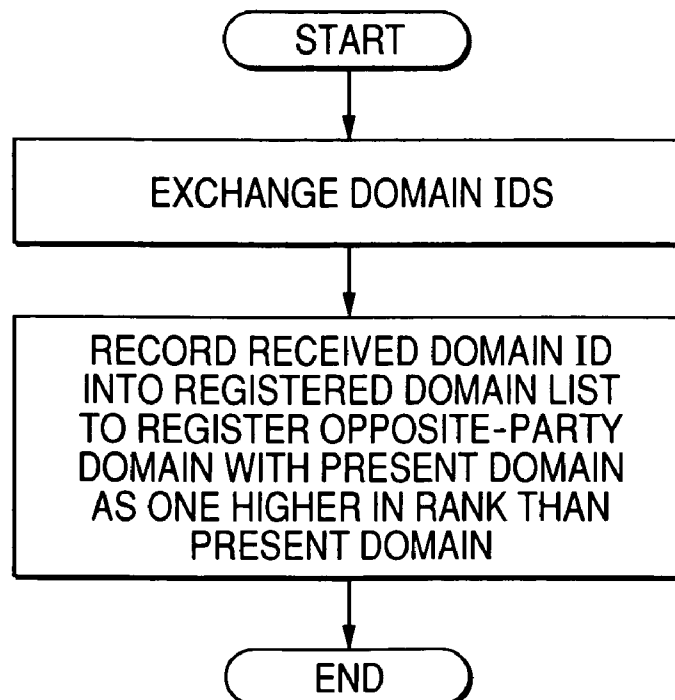 START
EXCHANGE DOMAIN IDS
RECORD RECEIVED DOMAIN ID
INTO REGISTERED DOMAIN LIST
TO REGISTER OPPOSITE-PARTY
DOMAIN WITH PRESENT DOMAIN
AS ONE HIGHER IN RANK THAN
PRESENT DOMAIN
END